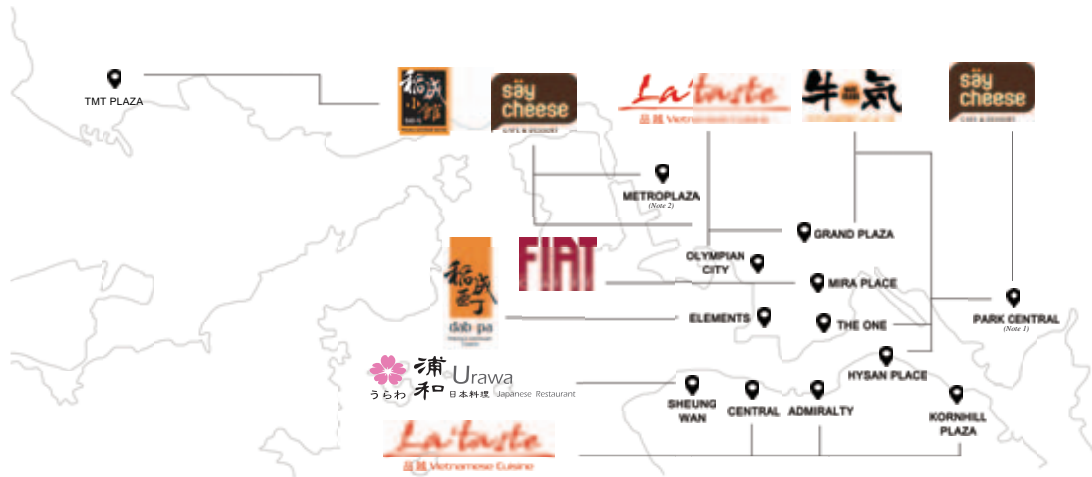 TMT PLAZA
稻成
小館
säy
cheese
La'taste
品越 Vietnamese Cuisine
牛気
säy
cheese
METROPLAZA
(Note 2)
GRAND PLAZA
OLYMPIAN
CITY
FIAT
MIRA PLACE
稻成
dab-pa
ELEMENTS
THE ONE
PARK CENTRAL
(Note 1)
HYSAN PLACE
うらわ
浦和
Urawa
日本料理 Japanese Restaurant
SHEUNG
WAN
CENTRAL
ADMIRALTY
KORNHILL
PLAZA
La'taste
品越 Vietnamese Cuisine